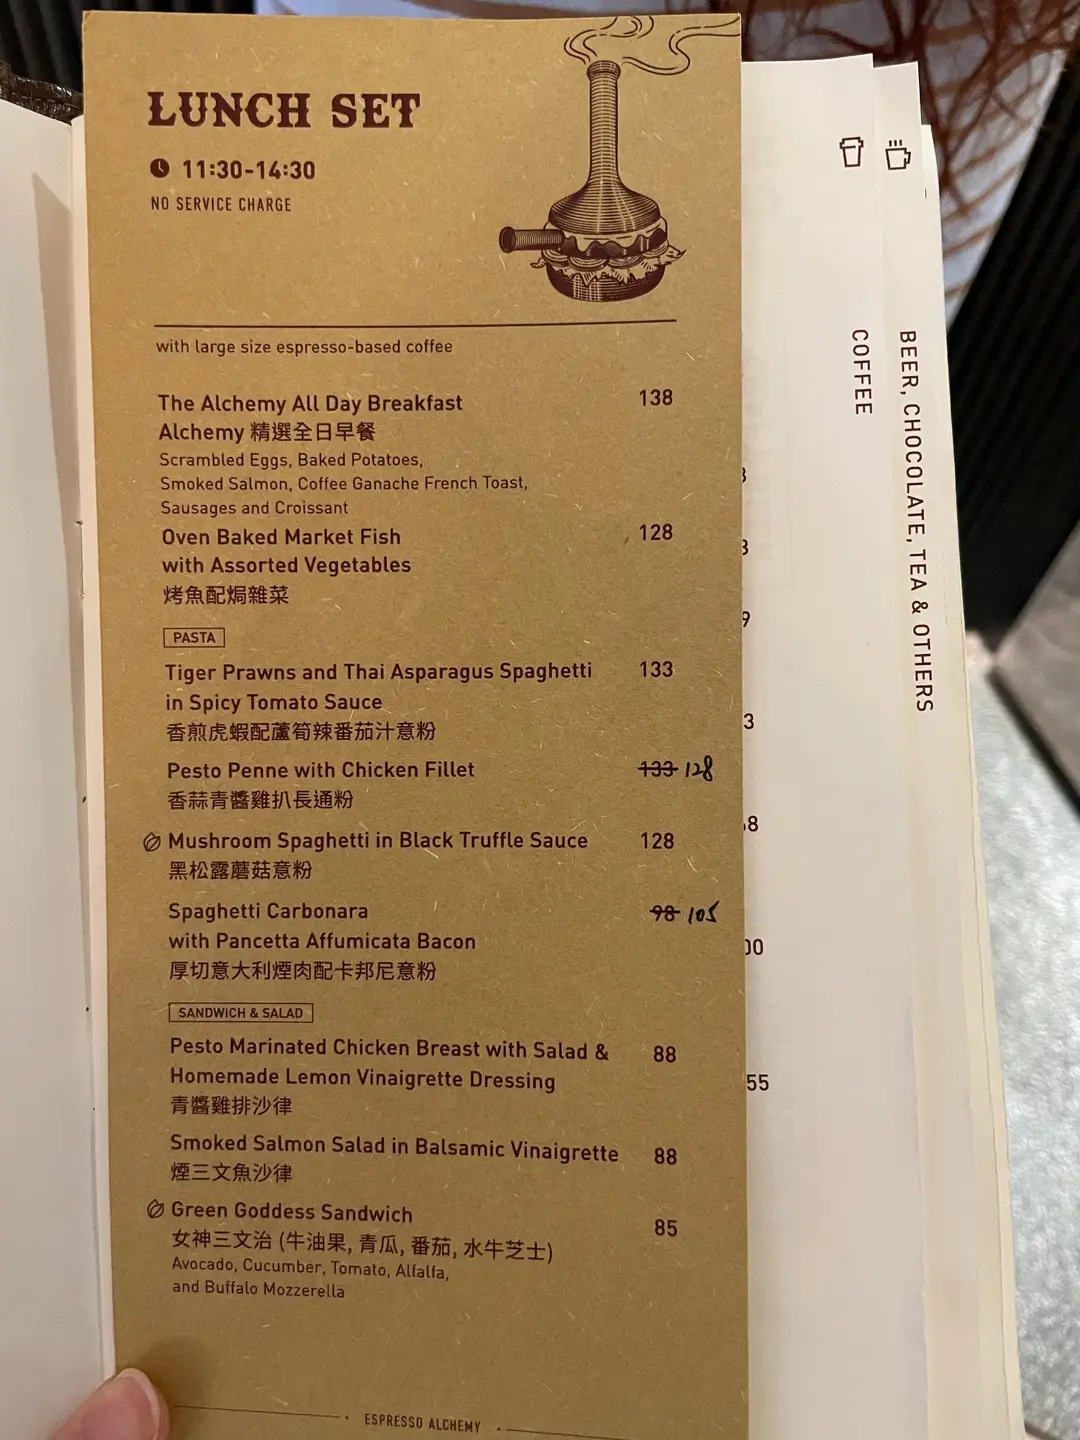 LUNCH SET
11:30-14:30
NO SERVICE CHARGE
with large size espresso-based coffee
The Alchemy All Day Breakfast 138
Alchemy 精選全日早餐
Scrambled Eggs, Baked Potatoes,
Smoked Salmon, Coffee Ganache French Toast,
Sausages and Croissant
Oven Baked Market Fish 128
with Assorted Vegetables
烤魚配焗雜菜
PASTA
Tiger Prawns and Thai Asparagus Spaghetti 133
in Spicy Tomato Sauce
香煎虎蝦配蘆筍辣番茄汁意粉
Pesto Penne with Chicken Fillet 133 128
香蒜青醬雞扒長通粉
Mushroom Spaghetti in Black Truffle Sauce 128
黑松露蘑菇意粉
Spaghetti Carbonara 98 105
with Pancetta Affumicata Bacon
厚切意大利煙肉配卡邦尼意粉
SANDWICH & SALAD
Pesto Marinated Chicken Breast with Salad & 88
Homemade Lemon Vinaigrette Dressing
青醬雞排沙律
Smoked Salmon Salad in Balsamic Vinaigrette 88
煙三文魚沙律
Green Goddess Sandwich 85
女神三文治 (牛油果, 青瓜, 番茄, 水牛芝士)
Avocado, Cucumber, Tomato, Alfalfa,
and Buffalo Mozzerella
ESPRESSO ALCHEMY
COFFEE
BEER, CHOCOLATE, TEA & OTHERS